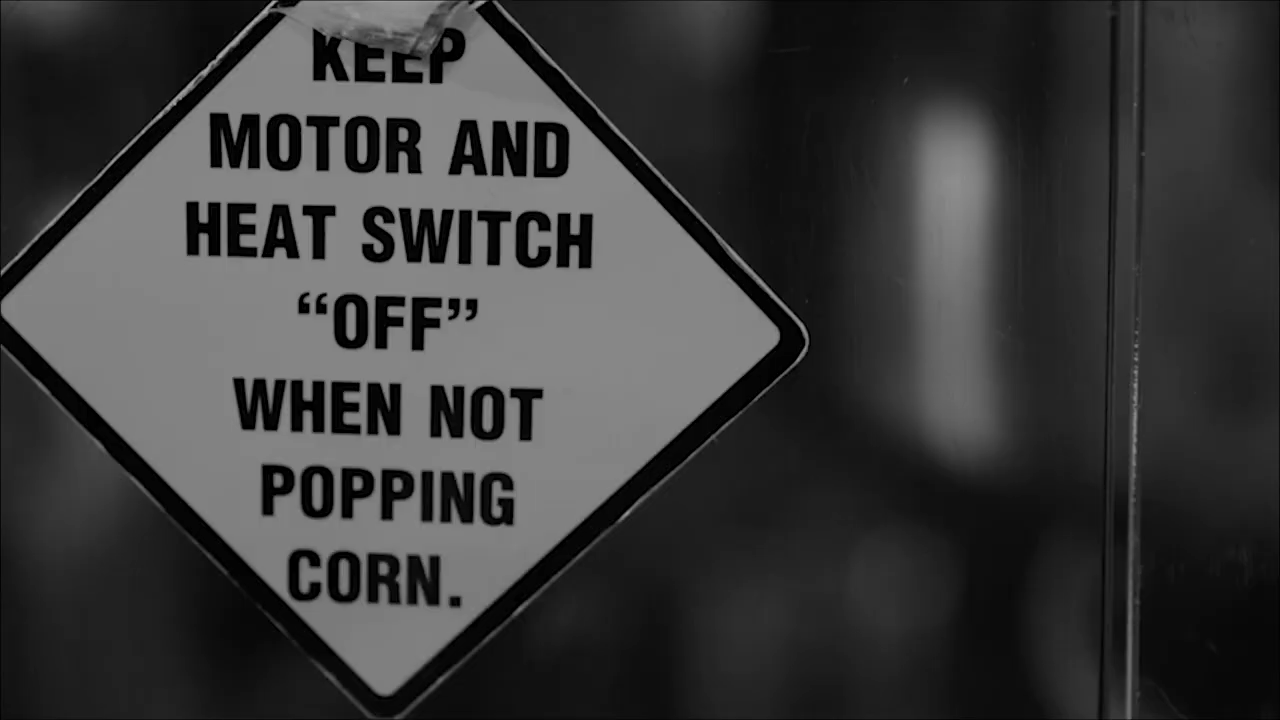 KEEP
MOTOR AND
HEAT SWITCH
“OFF”
WHEN NOT
POPPING
CORN.